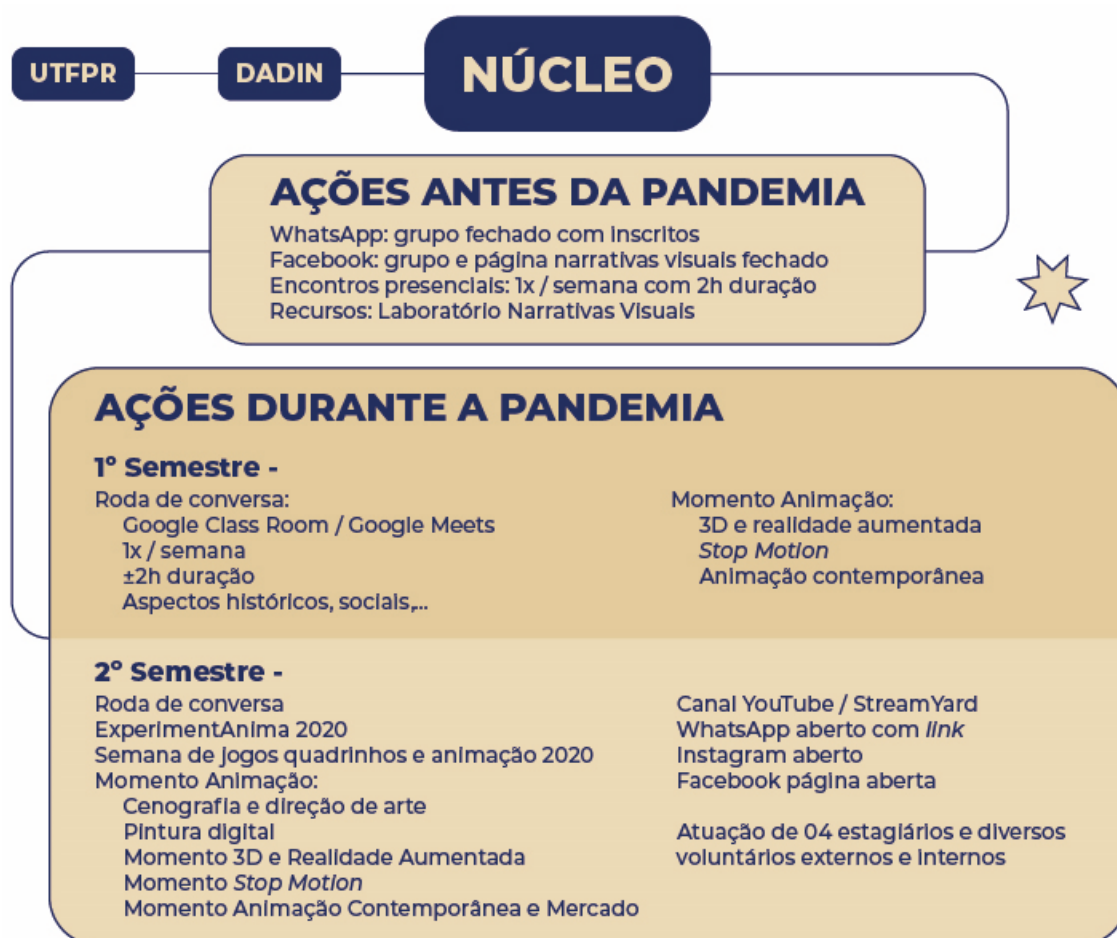 UTFPR
DADIN
NÚCLEO
AÇÕES ANTES DA PANDEMIA
WhatsApp: grupo fechado com inscritos
Facebook: grupo e página narrativas visuais fechado
Encontros presenciais: 1x / semana com 2h duração
Recursos: Laboratório Narrativas Visuais
AÇÕES DURANTE A PANDEMIA
1º Semestre -
Roda de conversa:
Google Class Room / Google Meets
1x / semana
±2h duração
Aspectos históricos, sociais,...
Momento Animação:
3D e realidade aumentada
Stop Motion
Animação contemporânea
2º Semestre -
Roda de conversa
ExperimentAnima 2020
Semana de jogos quadrinhos e animação 2020
Momento Animação:
Cenografia e direção de arte
Pintura digital
Momento 3D e Realidade Aumentada
Momento Stop Motion
Momento Animação Contemporânea e Mercado
Canal YouTube / StreamYard
WhatsApp aberto com link
Instagram aberto
Facebook página aberta
Atuação de 04 estagiários e diversos
voluntários externos e internos